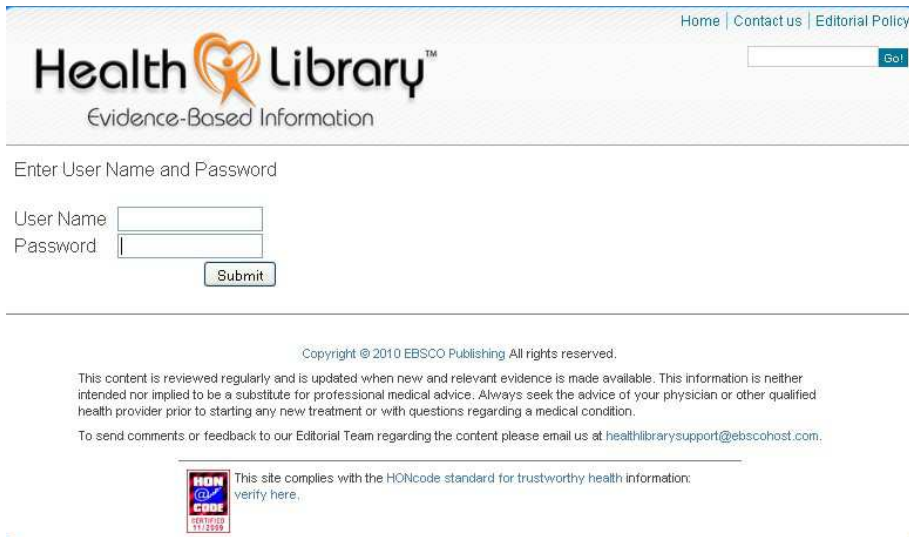 Home | Contact us | Editorial Policy
Go!
Health Library™
Evidence-Based Information
Enter User Name and Password
User Name
Password
Submit
Copyright © 2010 EBSCO Publishing All rights reserved.
This content is reviewed regularly and is updated when new and relevant evidence is made available. This information is neither
intended nor implied to be a substitute for professional medical advice. Always seek the advice of your physician or other qualified
health provider prior to starting any new treatment or with questions regarding a medical condition.
To send comments or feedback to our Editorial Team regarding the content please email us at healthlibrarysupport@ebscohost.com.
HON
@
CODE
CERTIFIED
11/2009
This site complies with the HONcode standard for trustworthy health information:
verify here.